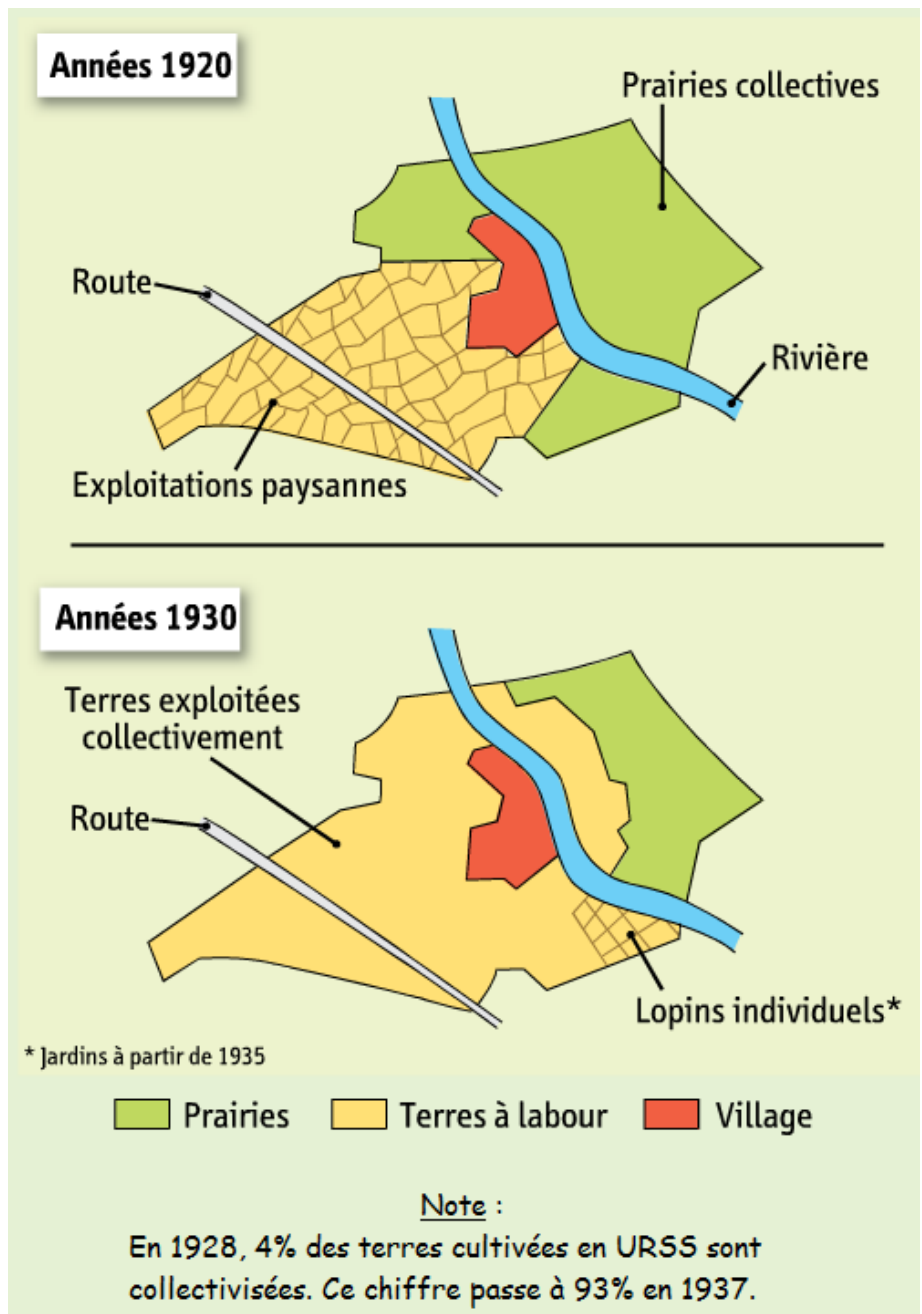 Années 1920
Prairies collectives
Route
Rivière
Exploitations paysannes
Années 1930
Terres exploitées
collectivement
Route
Lopins individuels*
* Jardins à partir de 1935
Prairies
Terres à labour
Village
Note :
En 1928, 4% des terres cultivées en URSS sont
collectivisées. Ce chiffre passe à 93% en 1937.